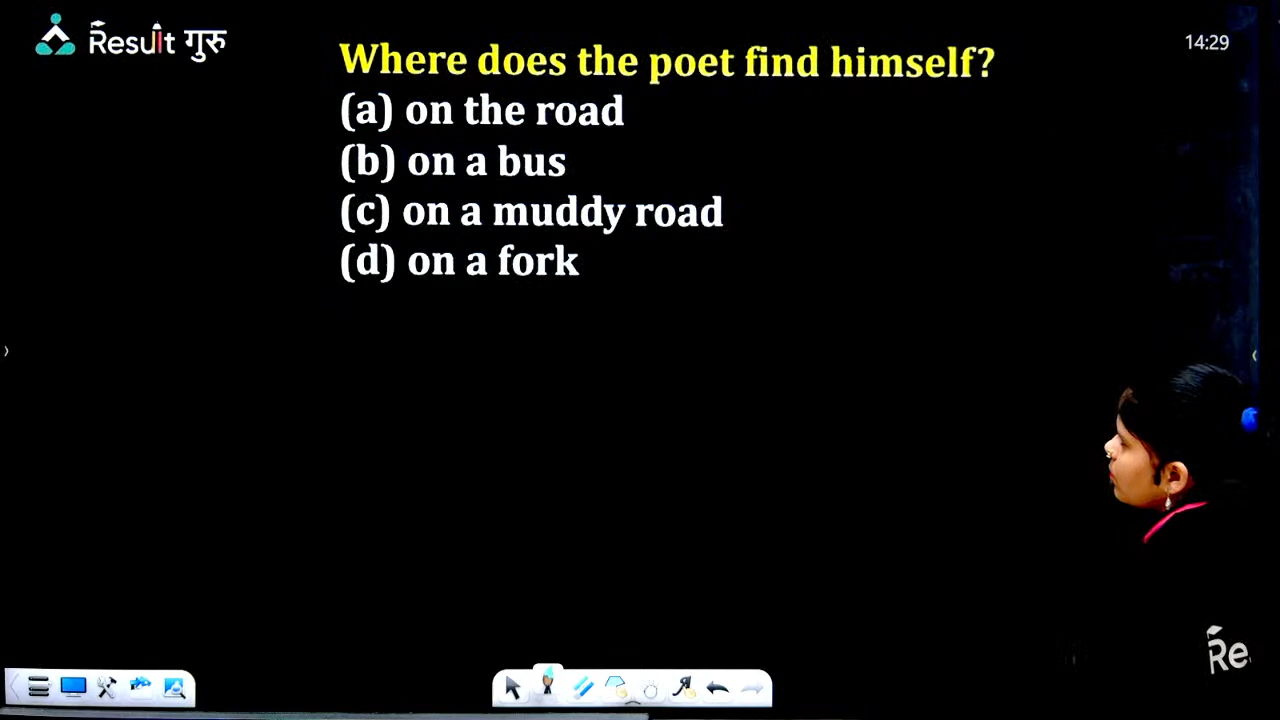 Result गुरु
14:29
Where does the poet find himself?
(a) on the road
(b) on a bus
(c) on a muddy road
(d) on a fork
Re